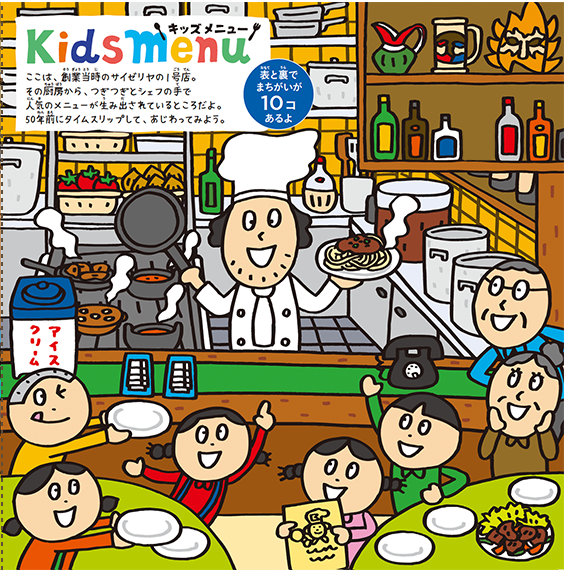 キッズメニュー
Kids menu
ここは、創業当時のサイゼリヤの1号店。
その厨房から、つぎつぎとシェフの手で
人気のメニューが生み出されているところだよ。
50年前にタイムスリップして、おじゃわってみよう。
表と裏で
まちがいが
10コ
あるよ
アイス
クリーム